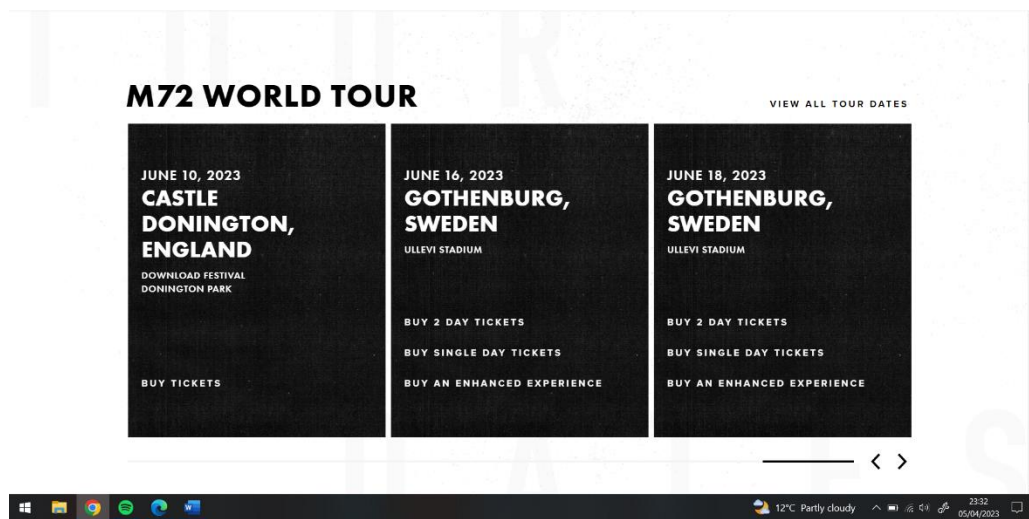 TOUR
M72 WORLD TOUR
VIEW ALL TOUR DATES
JUNE 10, 2023
CASTLE
DONINGTON,
ENGLAND
DOWNLOAD FESTIVAL
DONINGTON PARK
BUY TICKETS
JUNE 16, 2023
GOTHENBURG,
SWEDEN
ULLEVI STADIUM
BUY 2 DAY TICKETS
BUY SINGLE DAY TICKETS
BUY AN ENHANCED EXPERIENCE
JUNE 18, 2023
GOTHENBURG,
SWEDEN
ULLEVI STADIUM
BUY 2 DAY TICKETS
BUY SINGLE DAY TICKETS
BUY AN ENHANCED EXPERIENCE
DATES
12°C Partly cloudy
23:32
05/04/2023